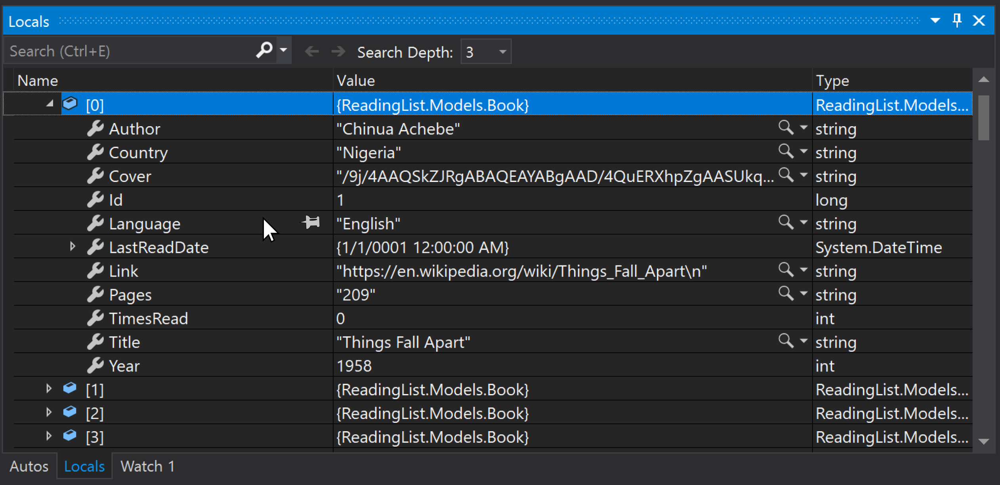 Locals
Search (Ctrl+E) Search Depth: 3
Name Value Type
[0] {ReadingList.Models.Book} ReadingList.Models...
Author "Chinua Achebe" string
Country "Nigeria" string
Cover "/9j/4AAQSkZJRgABAQEAYABgAAD/4QuERXhpZgAASUkq... string
Id 1 long
Language "English" string
LastReadDate {1/1/0001 12:00:00 AM} System.DateTime
Link "https://en.wikipedia.org/wiki/Things_Fall_Apart\n" string
Pages "209" string
TimesRead 0 int
Title "Things Fall Apart" string
Year 1958 int
[1] {ReadingList.Models.Book} ReadingList.Models...
[2] {ReadingList.Models.Book} ReadingList.Models...
[3] {ReadingList.Models.Book} ReadingList.Models...
Autos Locals Watch 1